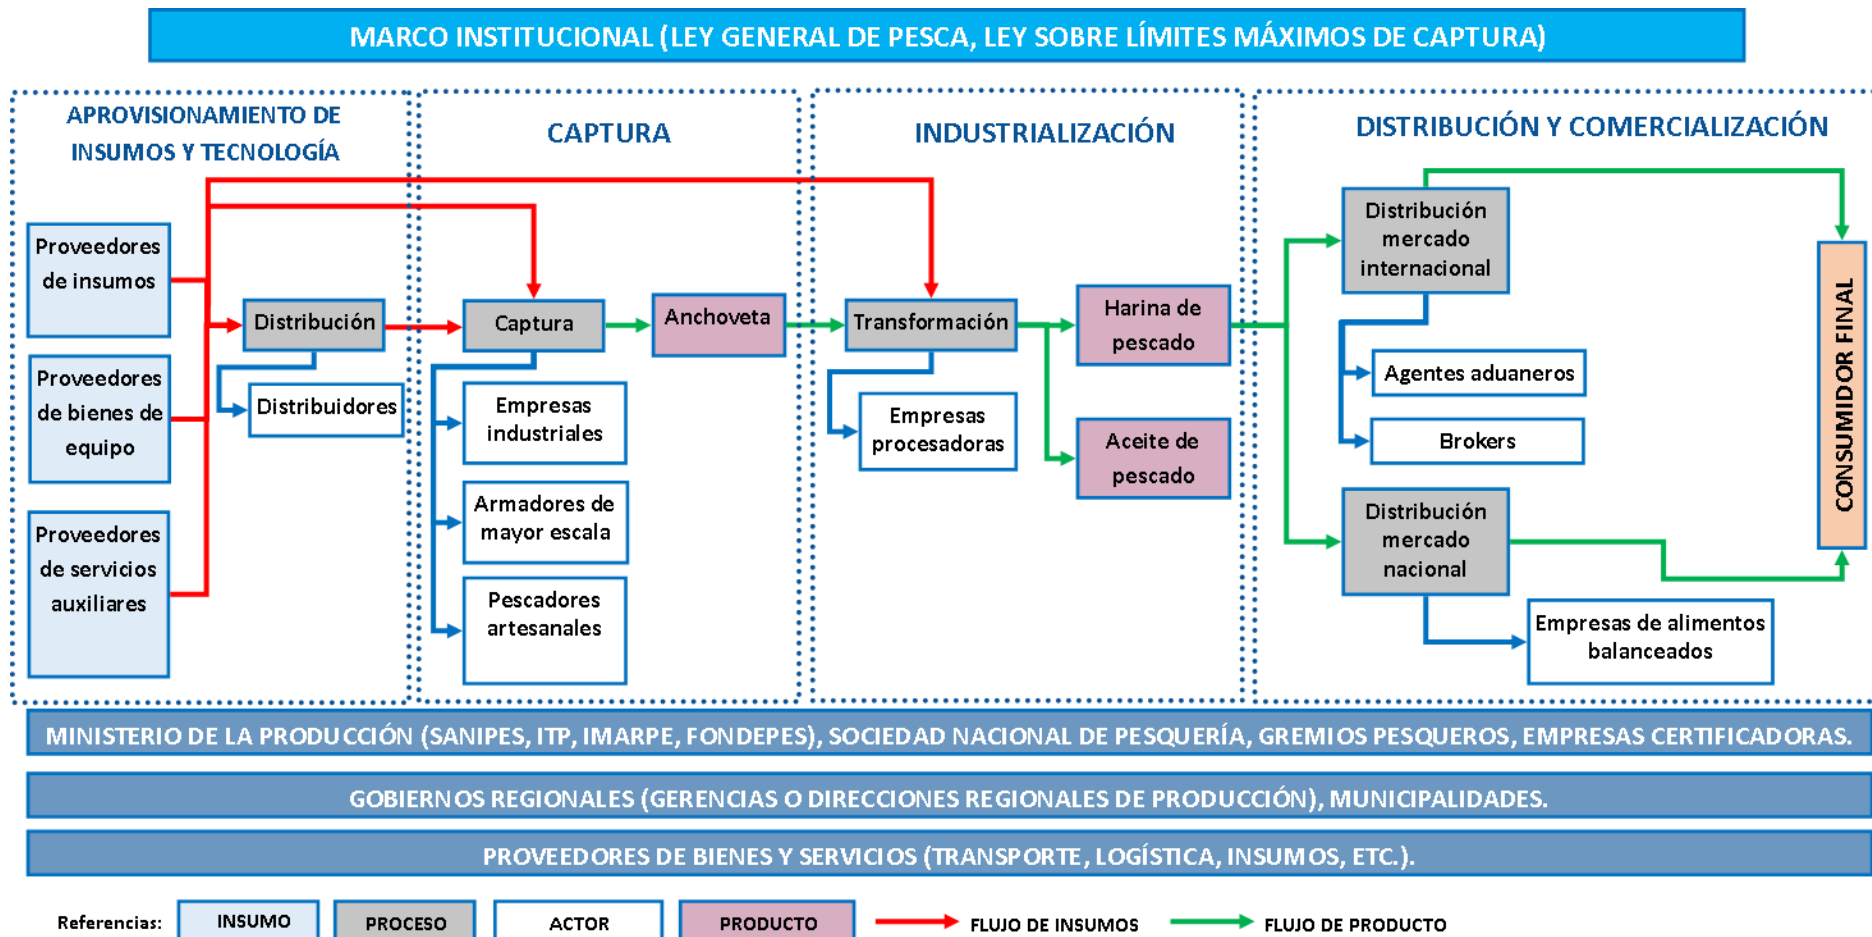 MARCO INSTITUCIONAL (LEY GENERAL DE PESCA, LEY SOBRE LÍMITES MÁXIMOS DE CAPTURA)
APROVISIONAMIENTO DE
INSUMOS Y TECNOLOGÍA
Proveedores
de insumos
Proveedores
de bienes de
equipo
Proveedores
de servicios
auxiliares
Distribución
Distribuidores
CAPTURA
Captura
Anchoveta
Empresas
industriales
Armadores de
mayor escala
Pescadores
artesanales
INDUSTRIALIZACIÓN
Transformación
Empresas
procesadoras
Harina de
pescado
Aceite de
pescado
DISTRIBUCIÓN Y COMERCIALIZACIÓN
Distribución
mercado
internacional
Agentes aduaneros
Brokers
Distribución
mercado
nacional
Empresas de alimentos
balanceados
CONSUMIDOR FINAL
MINISTERIO DE LA PRODUCCIÓN (SANIPES, ITP, IMARPE, FONDEPES), SOCIEDAD NACIONAL DE PESQUERÍA, GREMIOS PESQUEROS, EMPRESAS CERTIFICADORAS.
GOBIERNOS REGIONALES (GERENCIAS O DIRECCIONES REGIONALES DE PRODUCCIÓN), MUNICIPALIDADES.
PROVEEDORES DE BIENES Y SERVICIOS (TRANSPORTE, LOGÍSTICA, INSUMOS, ETC.).
Referencias:
INSUMO
PROCESO
ACTOR
PRODUCTO
FLUJO DE INSUMOS
FLUJO DE PRODUCTO